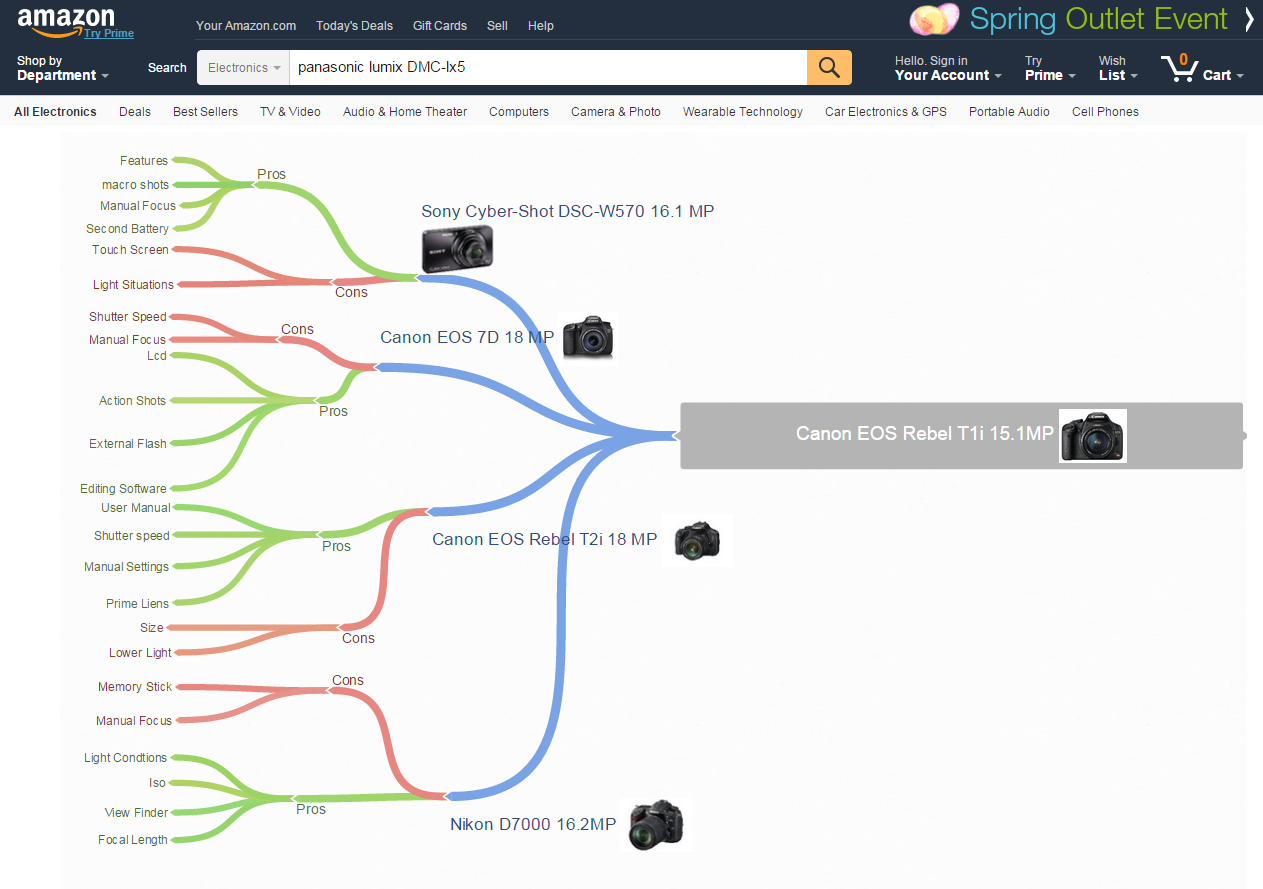 amazon
Try Prime
Your Amazon.com Today's Deals Gift Cards Sell Help
Spring Outlet Event
Shop by
Department
Search
Electronics
panasonic lumix DMC-lx5
Hello. Sign in
Your Account
Try
Prime
Wish
List
0
Cart
All Electronics Deals Best Sellers TV & Video Audio & Home Theater Computers Camera & Photo Wearable Technology Car Electronics & GPS Portable Audio Cell Phones
Features
macro shots
Manual Focus
Second Battery
Pros
Touch Screen
Light Situations
Cons
Sony Cyber-Shot DSC-W570 16.1 MP
Shutter Speed
Manual Focus
Cons
Lcd
Action Shots
External Flash
Editing Software
Pros
Canon EOS 7D 18 MP
Canon EOS Rebel T1i 15.1MP
User Manual
Shutter speed
Manual Settings
Prime Liens
Pros
Size
Lower Light
Cons
Canon EOS Rebel T2i 18 MP
Memory Stick
Manual Focus
Cons
Light Condtions
Iso
View Finder
Focal Length
Pros
Nikon D7000 16.2MP